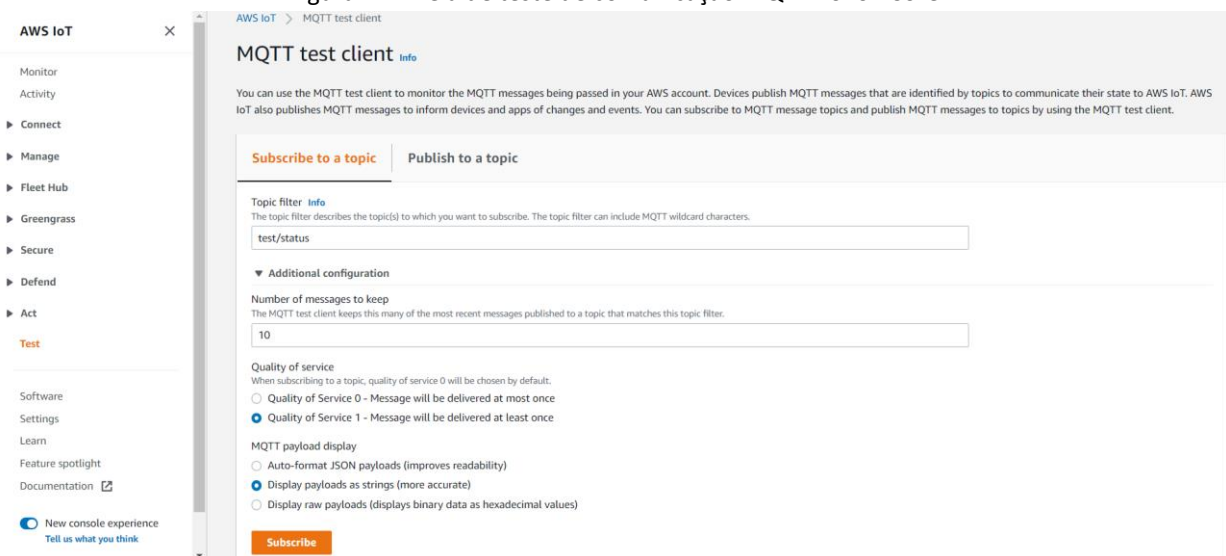 AWS IoT
Monitor
Activity
Connect
Manage
Fleet Hub
Greengrass
Secure
Defend
Act
Test
Software
Settings
Learn
Feature spotlight
Documentation
New console experience
Tell us what you think
AWS IoT > MQTT test client
MQTT test client Info
You can use the MQTT test client to monitor the MQTT messages being passed in your AWS account. Devices publish MQTT messages that are identified by topics to communicate their state to AWS IoT. AWS
IoT also publishes MQTT messages to inform devices and apps of changes and events. You can subscribe to MQTT message topics and publish MQTT messages to topics by using the MQTT test client.
Subscribe to a topic Publish to a topic
Topic filter Info
The topic filter describes the topic(s) to which you want to subscribe. The topic filter can include MQTT wildcard characters.
test/status
Additional configuration
Number of messages to keep
The MQTT test client keeps this many of the most recent messages published to a topic that matches this topic filter.
10
Quality of service
When subscribing to a topic, quality of service 0 will be chosen by default.
Quality of Service 0 - Message will be delivered at most once
Quality of Service 1 - Message will be delivered at least once
MQTT payload display
Auto-format JSON payloads (improves readability)
Display payloads as strings (more accurate)
Display raw payloads (displays binary data as hexadecimal values)
Subscribe